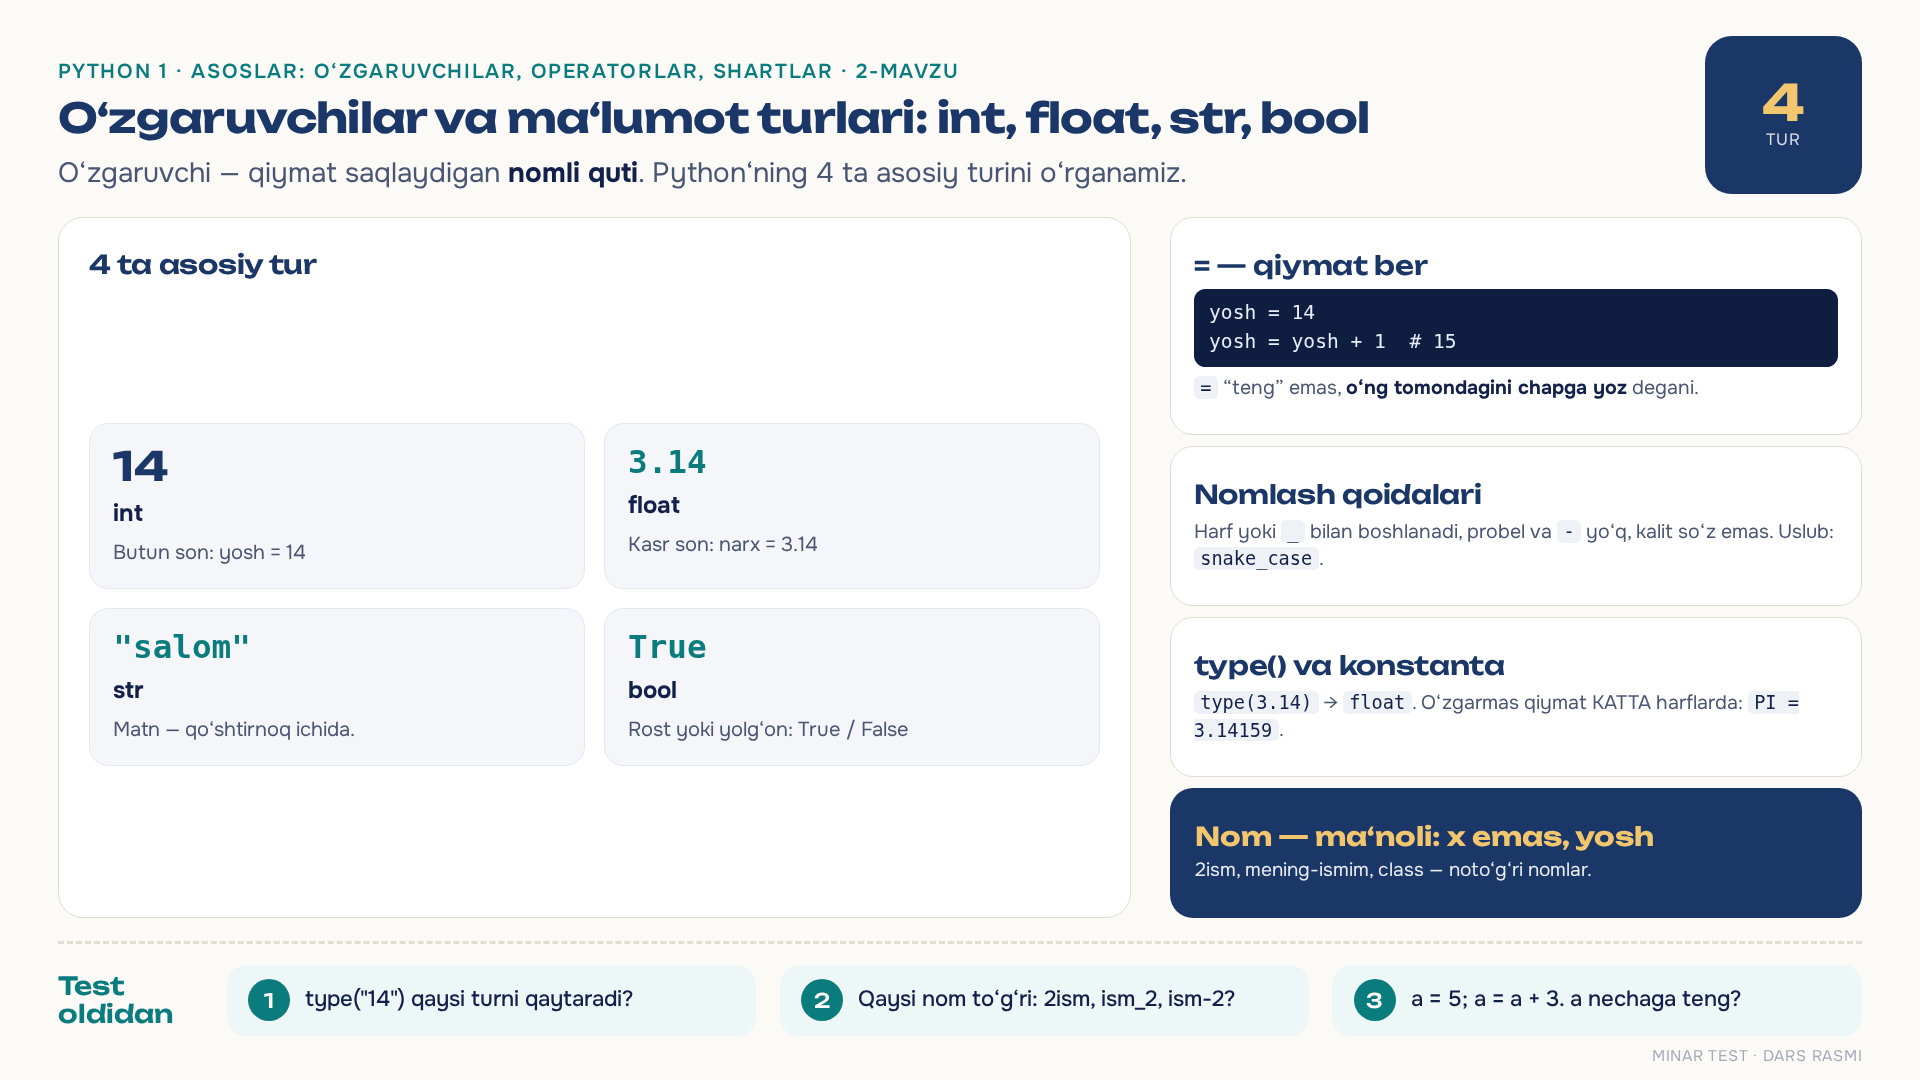 PYTHON 1 · ASOSLAR: O‘ZGARUVCHILAR, OPERATORLAR, SHARTLAR · 2-MAVZU
O‘zgaruvchilar va ma‘lumot turlari: int, float, str, bool
O‘zgaruvchi — qiymat saqlaydigan nomli quti. Python‘ning 4 ta asosiy turini o‘rganamiz.
4
TUR
4 ta asosiy tur
14
int
Butun son: yosh = 14
3.14
float
Kasr son: narx = 3.14
"salom"
str
Matn — qo‘shtirnoq ichida.
True
bool
Rost yoki yolg‘on: True / False
= — qiymat ber
yosh = 14
yosh = yosh + 1  # 15
= “teng” emas, o‘ng tomondagini chapga yoz degani.
Nomlash qoidalari
Harf yoki _ bilan boshlanadi, probel va - yo‘q, kalit so‘z emas. Uslub:
snake_case.
type() va konstanta
type(3.14) → float. O‘zgarmas qiymat KATTA harflarda: PI =
3.14159.
Nom — ma‘noli: x emas, yosh
2ism, mening-ismim, class — noto‘g‘ri nomlar.
Test
oldidan
1 type("14") qaysi turni qaytaradi?
2 Qaysi nom to‘g‘ri: 2ism, ism_2, ism-2?
3 a = 5; a = a + 3. a nechaga teng?
MINAR TEST · DARS RASMI